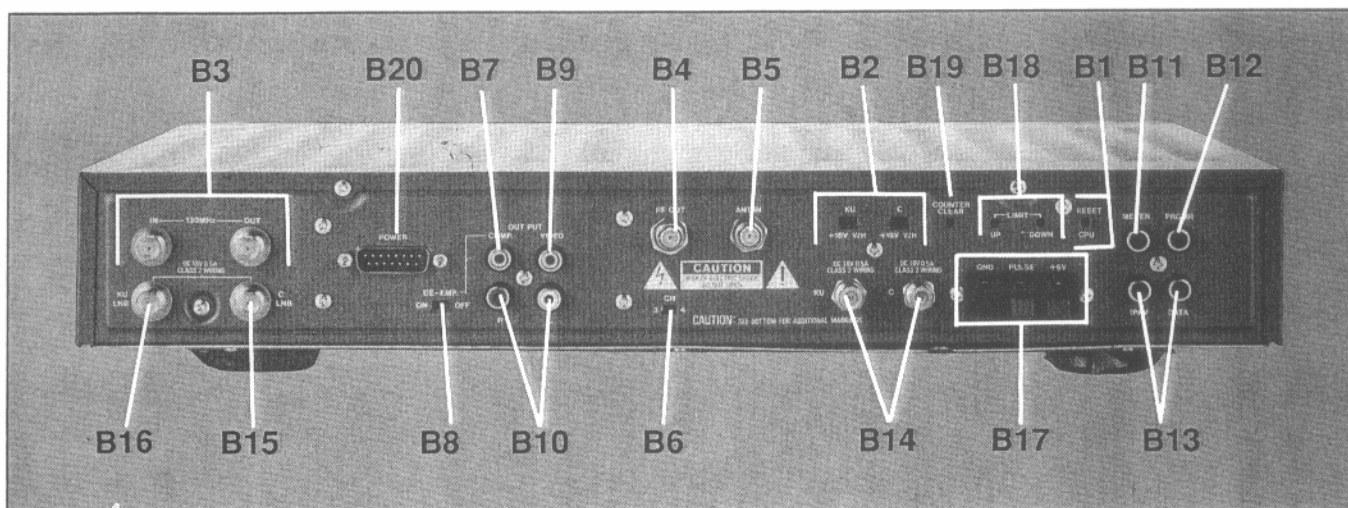 B3 B20 B7 B9 B4 B5 B2 B19 B18 B1 B11 B12
IN 130MHz OUT
POWER
OUT PUT
COMP. VIDEO
RF OUT
ANT IN
KU C
+18V V/H +18V V/H
COUNTER
CLEAR
LIMIT
UP DOWN
RESET
CPU
METER
DC 18V 0.5A
CLASS 2 WIRING
KU
LNB
C
LNB
DE-EMP.
ON OFF
R
CAUTION
CH
3 4
CAUTION: SEE BOTTOM FOR ADDITIONAL
DC 18V 0.5A
CLASS 2 WIRING
DC 18V 0.5A
CLASS 2 WIRING
KU C
GND PULSE
DATA
B16 B15 B8 B10 B6 B14 B17 B13